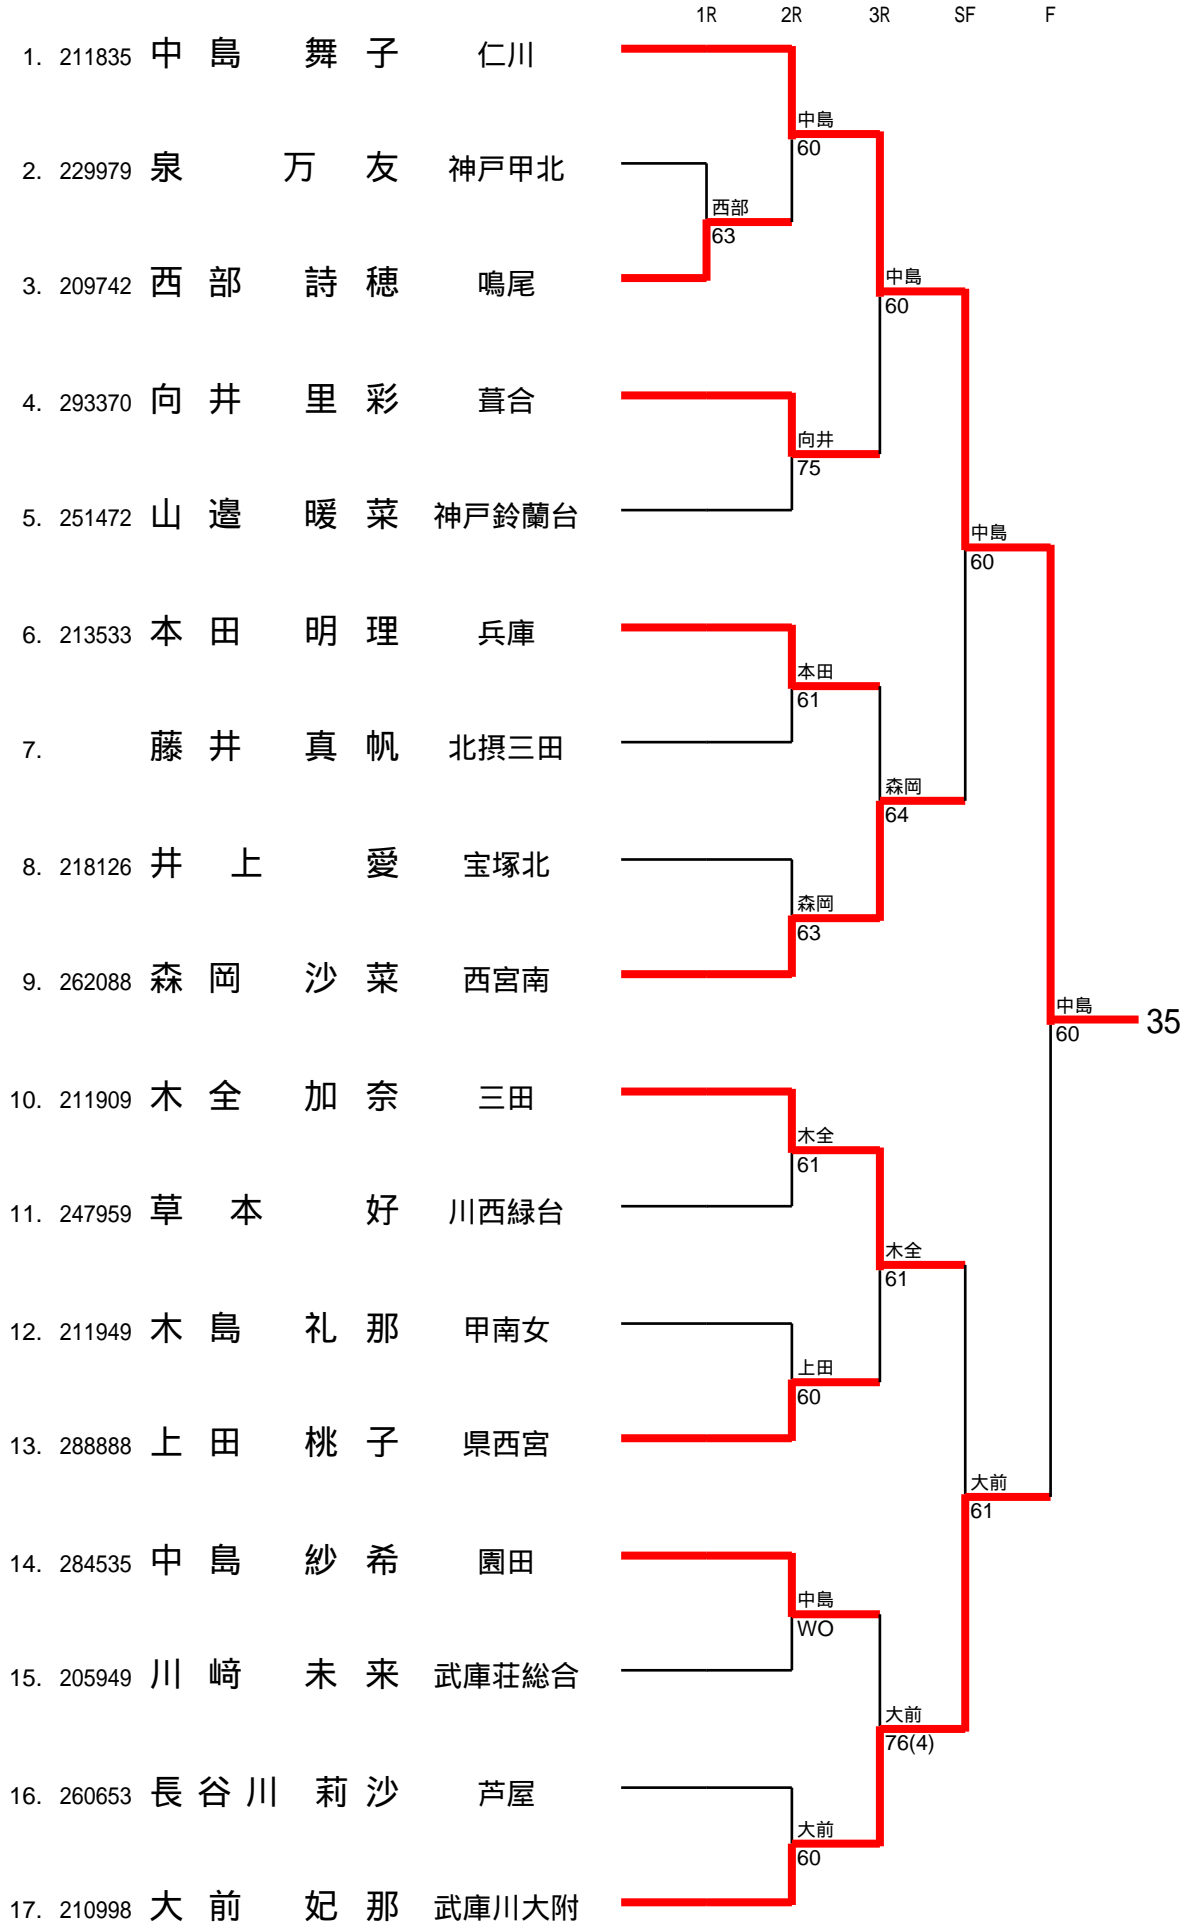 1R 2R 3R SF F
1. 211835 中島 舞子 仁川
中島
2. 229979 泉 万友 神戸甲北
60
西部
63
3. 209742 西部 詩穂 鳴尾
中島
60
4. 293370 向井 里彩 葺合
向井
75
5. 251472 山邉 暖菜 神戸鈴蘭台
中島
60
6. 213533 本田 明理 兵庫
本田
61
7. 藤井 真帆 北摂三田
森岡
64
8. 218126 井上 愛 宝塚北
森岡
63
9. 262088 森岡 沙菜 西宮南
中島
60 35
10. 211909 木全 加奈 三田
木全
61
11. 247959 草本 好 川西緑台
木全
61
12. 211949 木島 礼那 甲南女
上田
60
13. 288888 上田 桃子 県西宮
大前
61
14. 284535 中島 紗希 園田
中島
WO
15. 205949 川﨑 未来 武庫荘総合
大前
76(4)
16. 260653 長谷川 莉沙 芦屋
大前
60
17. 210998 大前 妃那 武庫川大附